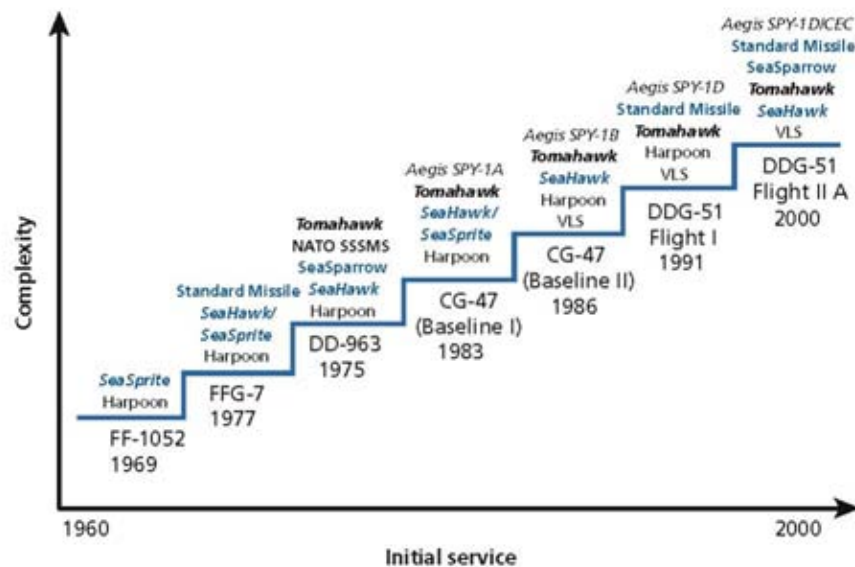 Complexity
SeaSprite
Harpoon
FF-1052
1969
Standard Missile
SeaHawk/
SeaSprite
Harpoon
FFG-7
1977
Tomahawk
NATO SSSMS
SeaSparrow
SeaHawk
Harpoon
DD-963
1975
Aegis SPY-1A
Tomahawk
SeaHawk/
SeaSprite
Harpoon
CG-47
(Baseline I)
1983
Aegis SPY-1B
Tomahawk
SeaHawk
Harpoon
VLS
CG-47
(Baseline II)
1986
Aegis SPY-1D
Standard Missile
Tomahawk
Harpoon
VLS
DDG-51
Flight I
1991
Aegis SPY-1D/CEC
Standard Missile
SeaSparrow
Tomahawk
SeaHawk
VLS
DDG-51
Flight II A
2000
1960
2000
Initial service